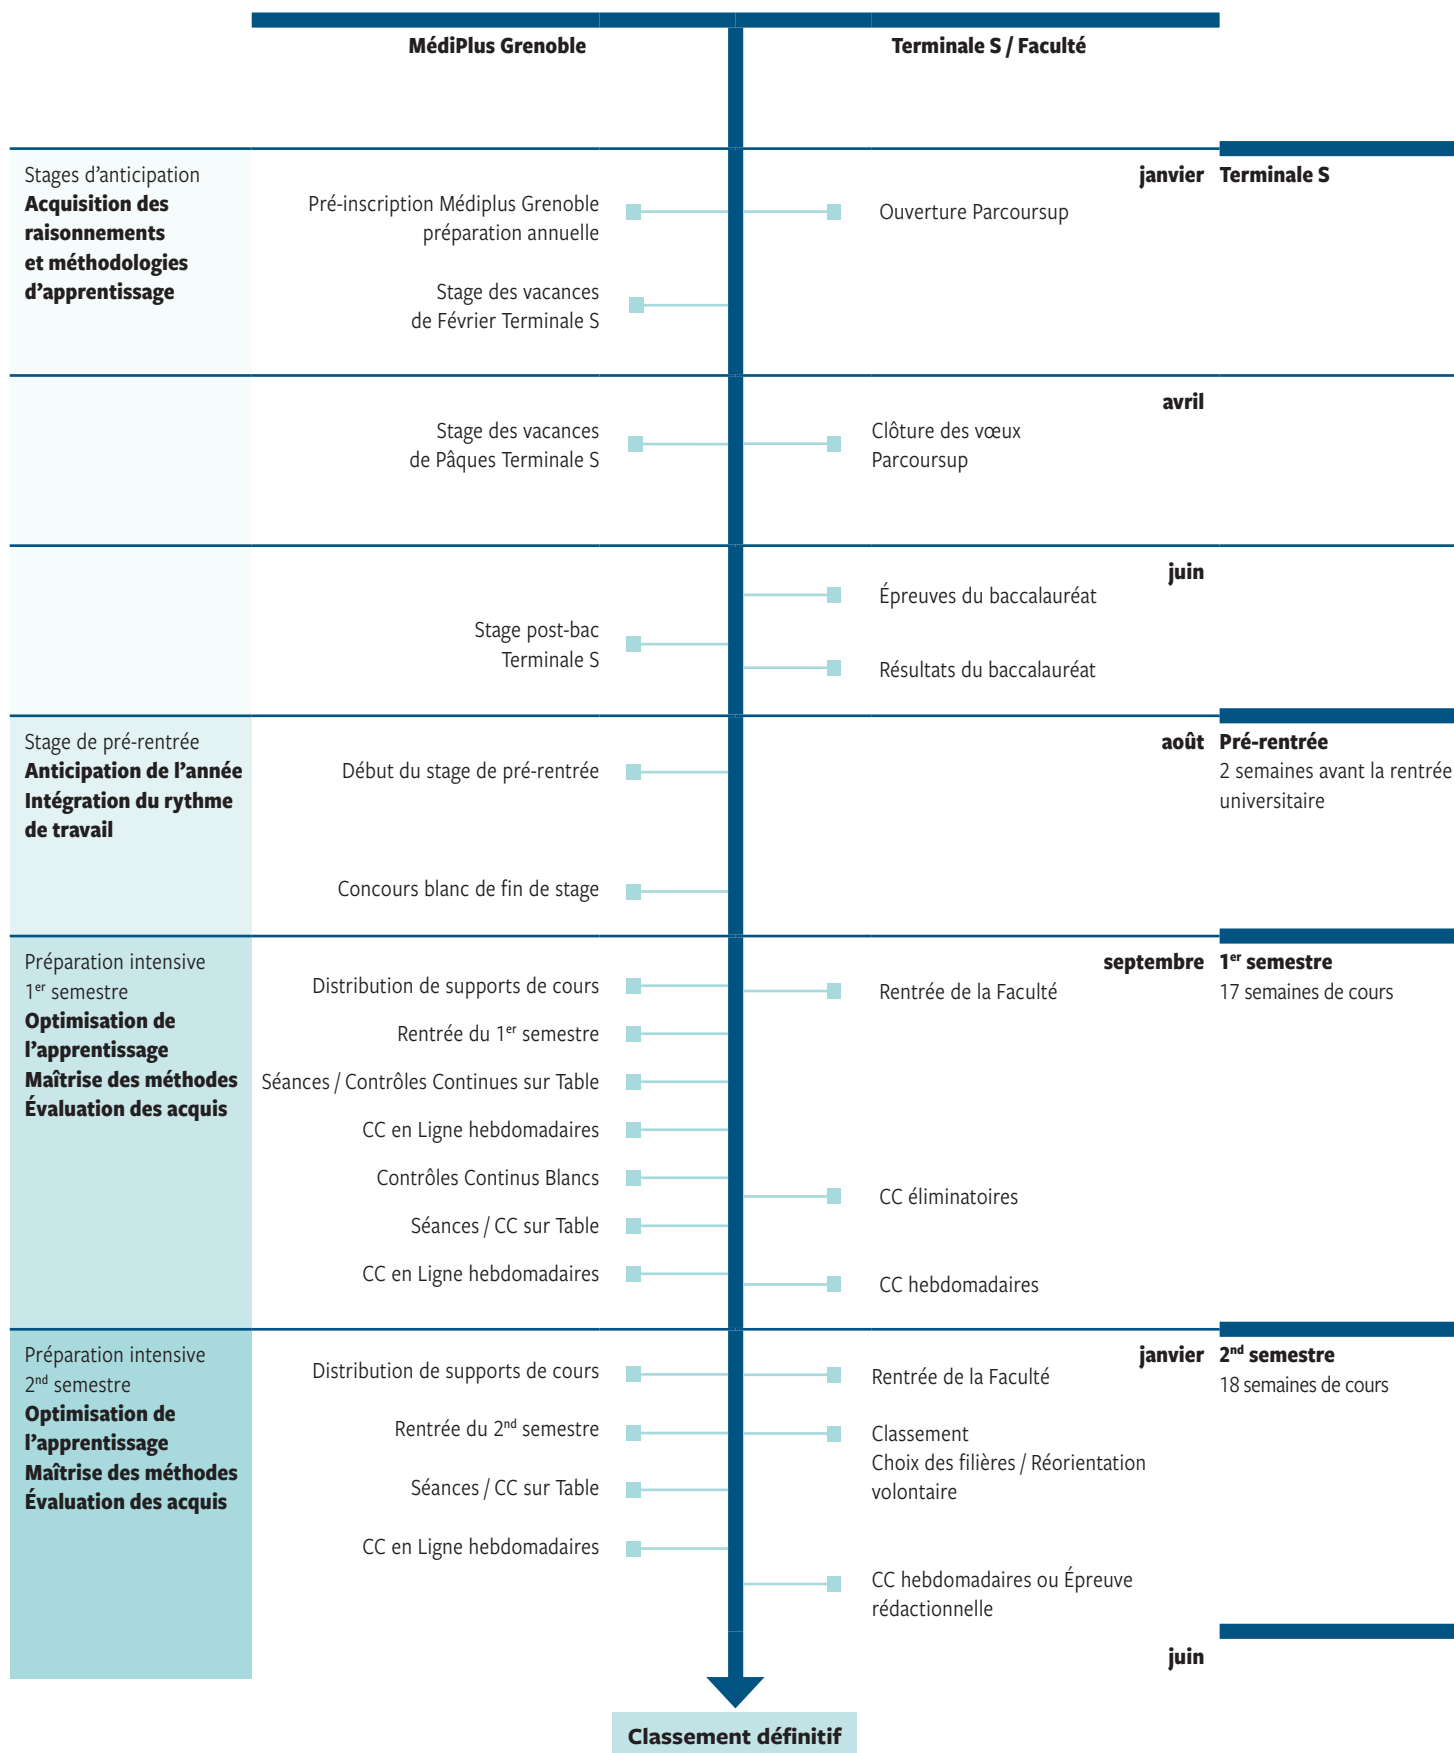 MédiPlus Grenoble
Terminale S / Faculté
Stages d'anticipation
Acquisition des
raisonnements
et méthodologies
d'apprentissage
Pré-inscription Médiplus Grenoble
préparation annuelle
Stage des vacances
de Février Terminale S
Ouverture Parcoursup
janvier
Terminale S
Stage des vacances
de Pâques Terminale S
Clôture des vœux
Parcoursup
avril
Stage post-bac
Terminale S
Épreuves du baccalauréat
Résultats du baccalauréat
juin
Stage de pré-rentrée
Anticipation de l'année
Intégration du rythme
de travail
Début du stage de pré-rentrée
Concours blanc de fin de stage
août
Pré-rentrée
2 semaines avant la rentrée
universitaire
Préparation intensive
1er semestre
Optimisation de
l'apprentissage
Maîtrise des méthodes
Évaluation des acquis
Distribution de supports de cours
Rentrée du 1er semestre
Séances / Contrôles Continues sur Table
CC en Ligne hebdomadaires
Contrôles Continus Blancs
Séances / CC sur Table
CC en Ligne hebdomadaires
Rentrée de la Faculté
CC éliminatoires
CC hebdomadaires
septembre
1er semestre
17 semaines de cours
Préparation intensive
2nd semestre
Optimisation de
l'apprentissage
Maîtrise des méthodes
Évaluation des acquis
Distribution de supports de cours
Rentrée du 2nd semestre
Séances / CC sur Table
CC en Ligne hebdomadaires
Rentrée de la Faculté
Classement
Choix des filières / Réorientation
volontaire
CC hebdomadaires ou Épreuve
rédactionnelle
janvier
2nd semestre
18 semaines de cours
juin
Classement définitif